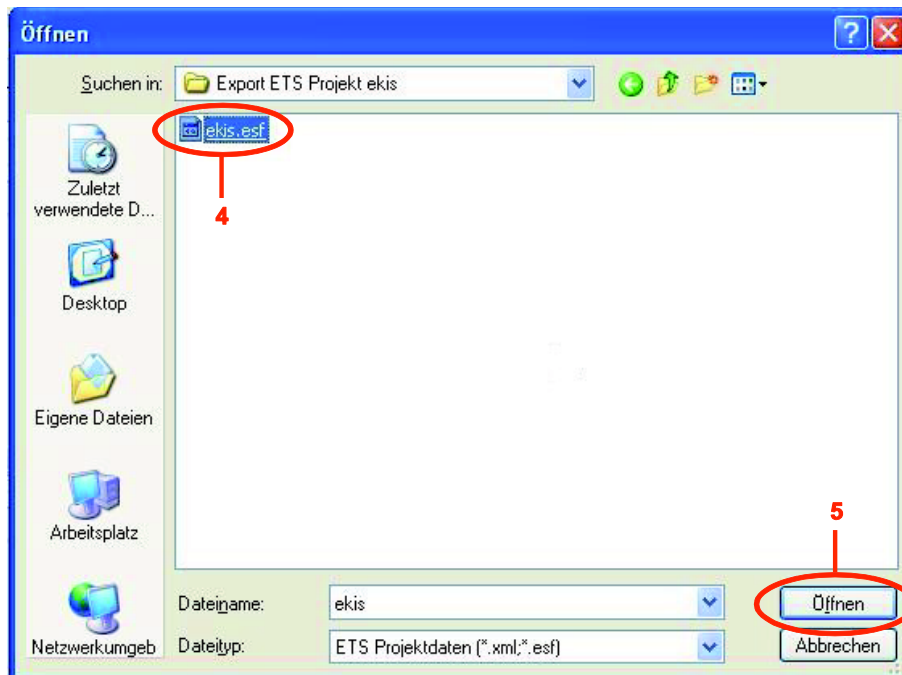 Öffnen
Suchen in: Export ETS Projekt ekis
ekis.esf
4
Zuletzt
verwendete D...
Desktop
Eigene Dateien
Arbeitsplatz
Netzwerkumgeb
5
Dateiname: ekis Öffnen
Dateityp: ETS Projektdaten (*.xml;*.esf) Abbrechen